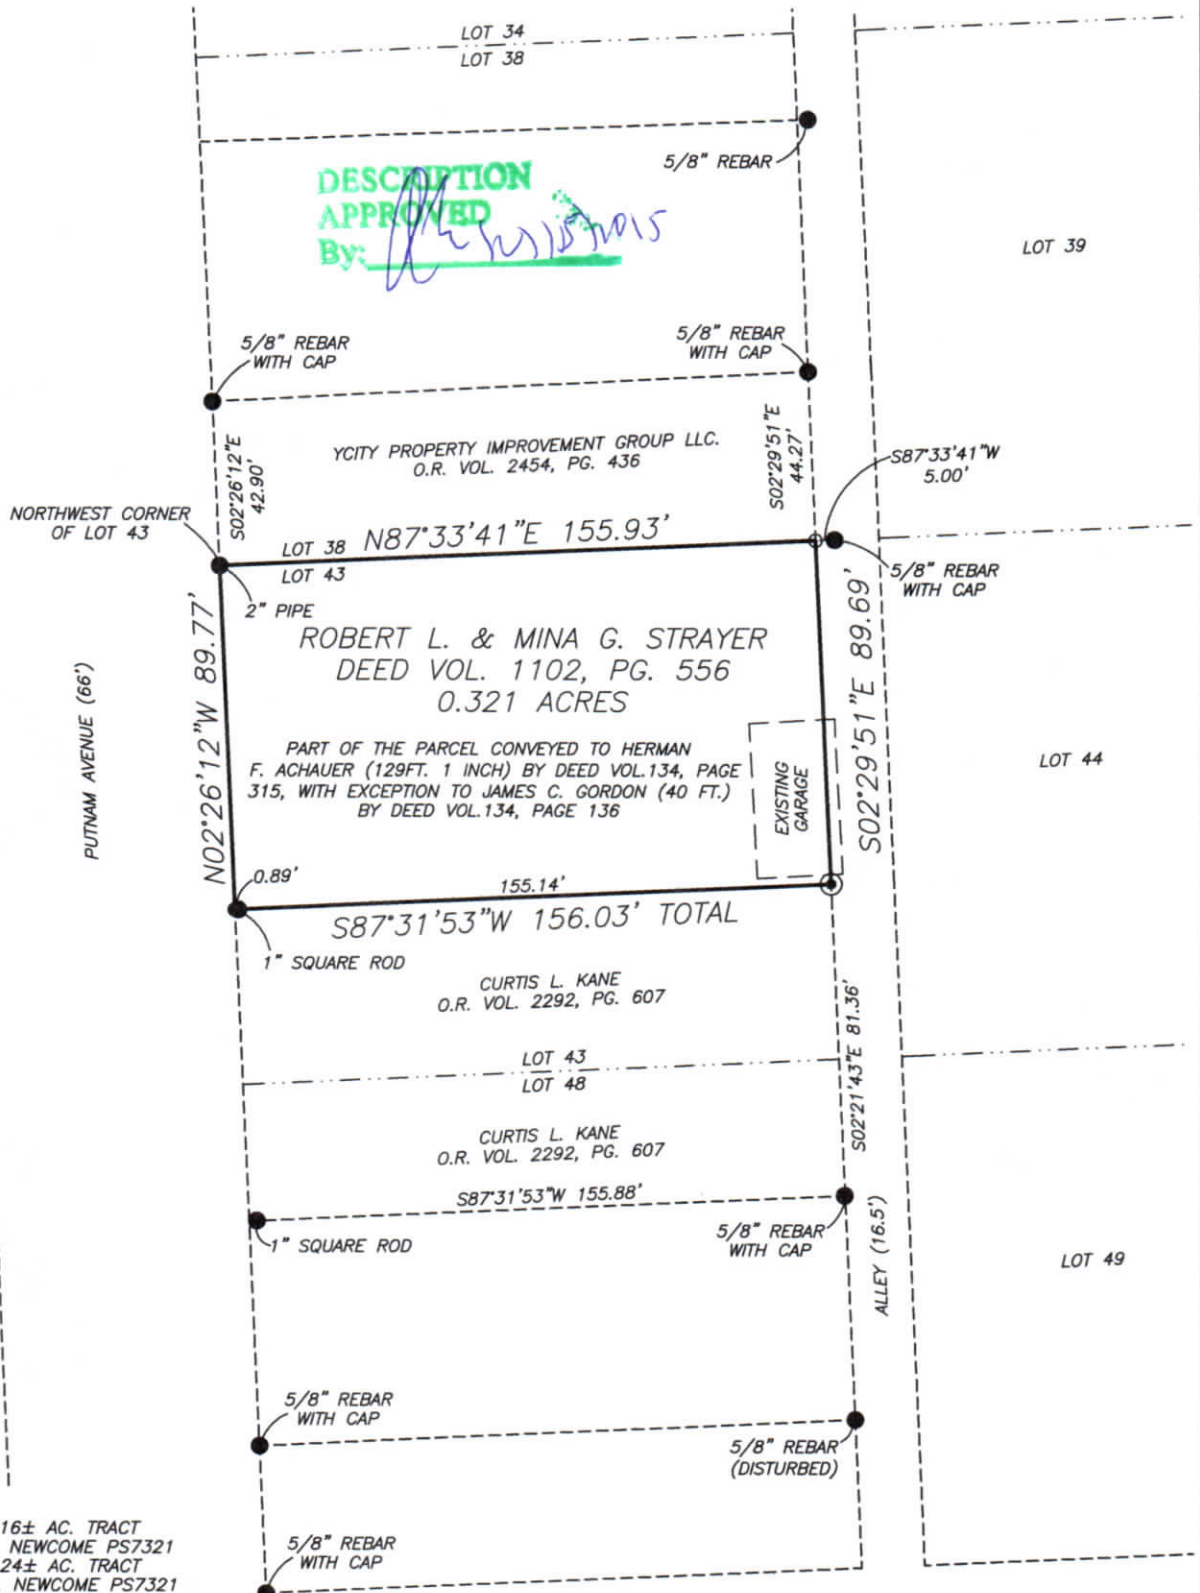 LOT 34
LOT 38
5/8" REBAR
DESCRIPTION
APPROVED
By:
LOT 39
5/8" REBAR
WITH CAP
5/8" REBAR
WITH CAP
S02°26'12"E
42.90'
YCITY PROPERTY IMPROVEMENT GROUP LLC.
O.R. VOL. 2454, PG. 436
S02°29'51"E
44.27'
S87°33'41"W
5.00'
NORTHWEST CORNER
OF LOT 43
LOT 38
N87°33'41"E 155.93'
LOT 43
2" PIPE
5/8" REBAR
WITH CAP
N02°26'12"W 89.77'
ROBERT L. & MINA G. STRAYER
DEED VOL. 1102, PG. 556
0.321 ACRES
S02°29'51"E 89.69'
PUTNAM AVENUE (66')
PART OF THE PARCEL CONVEYED TO HERMAN
F. ACHAUER (129FT. 1 INCH) BY DEED VOL.134, PAGE
315, WITH EXCEPTION TO JAMES C. GORDON (40 FT.)
BY DEED VOL.134, PAGE 136
EXISTING
GARAGE
LOT 44
0.89'
155.14'
S87°31'53"W 156.03' TOTAL
1" SQUARE ROD
CURTIS L. KANE
O.R. VOL. 2292, PG. 607
S02°21'43"E 81.36'
LOT 43
LOT 48
CURTIS L. KANE
O.R. VOL. 2292, PG. 607
S87°31'53"W 155.88'
1" SQUARE ROD
5/8" REBAR
WITH CAP
ALLEY (16.5')
LOT 49
5/8" REBAR
WITH CAP
5/8" REBAR
(DISTURBED)
16± AC. TRACT
NEWCOME PS7321
24± AC. TRACT
NEWCOME PS7321
5/8" REBAR
WITH CAP